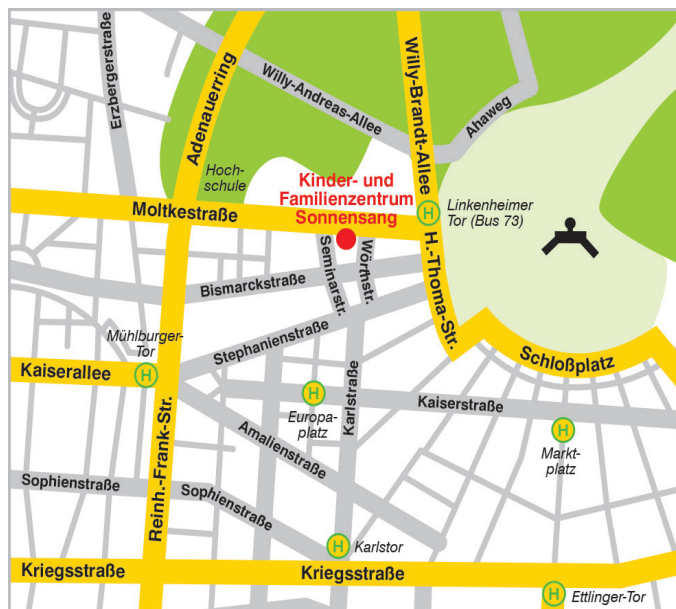 Erzbergerstraße
Adenauerring
Willy-Andreas-Allee
Willy-Brandt-Allee
Ahaweg
Hoch-
schule
Kinder- und
Familienzentrum
Sonnensang
Moltkestraße
H
Linkenheimer
Tor (Bus 73)
H.-Thoma-Str.
Seminarstr.
Wörthstr.
Bismarckstraße
Stephanienstraße
Schloßplatz
Mühlburger-
Tor
Kaiserallee
H
H
Europa-
platz
Karlstraße
Kaiserstraße
H
Markt-
platz
Reinh.-Frank-Str.
Amalienstraße
Sophienstraße
Sophienstraße
H
Karlstor
Kriegsstraße
Kriegsstraße
H
Ettlinger-Tor